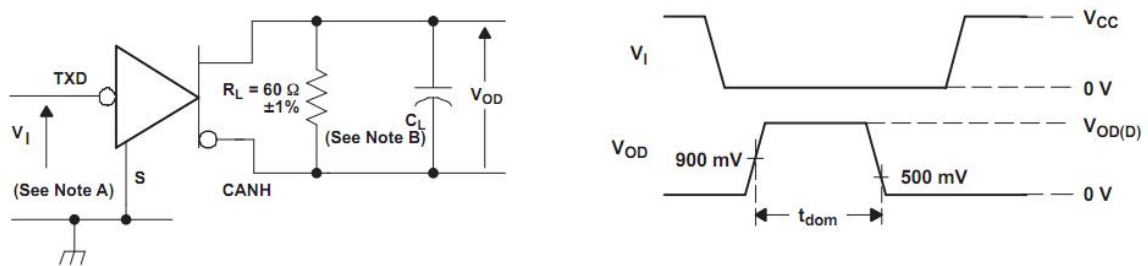 TXD
V_I
(See Note A)
S
CANH
R_L = 60 Ω
±1%
(See Note B)
C_L
V_OD
V_I
V_CC
0 V
V_OD
900 mV
500 mV
V_OD(D)
0 V
t_dom